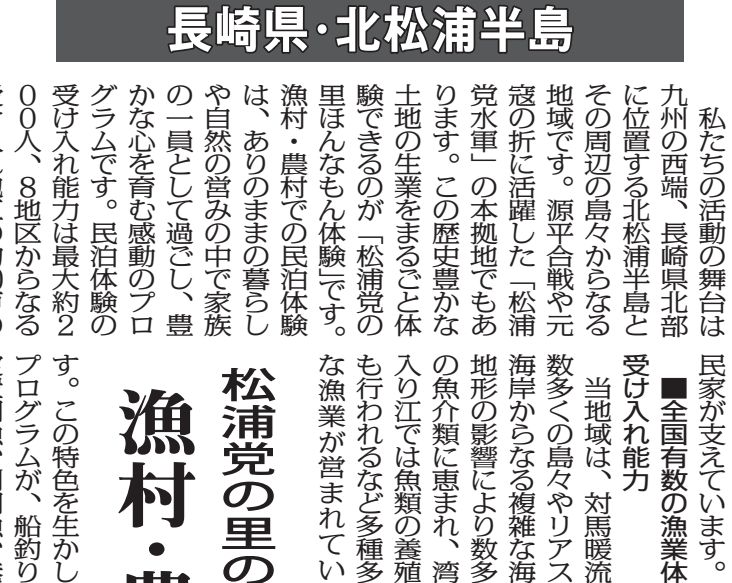 長崎県・北松浦半島
私たちの活動の舞台は
九州の西端、長崎県北部
に位置する北松浦半島と
その周辺の島々からなる
地域です。源平合戦や元
寇の折に活躍した「松浦
党水軍」の本拠地でもあ
ります。この歴史豊かな
土地の生業をまるごと体
験できるのが「松浦党の
里ほんなもん体験」です。
漁村・農村での民泊体験
は、ありのままの暮らし
や自然の営みの中で家族
の一員として過ごし、豊
かな心を育む感動のプロ
グラムです。民泊体験の
受け入れ能力は最大約2
00人、8地区からなる
民家が支えています。
■全国有数の漁業体
受け入れ能力
当地域は、対馬暖流
数多くの島々やリアス
海岸からなる複雑な海
地形の影響により数多
の魚介類に恵まれ、湾
入り江では魚類の養殖
も行われるなど多種多
な漁業が営まれてい
松浦党の里の
漁村・農
す。この特色を生かし
プログラムが、船釣り